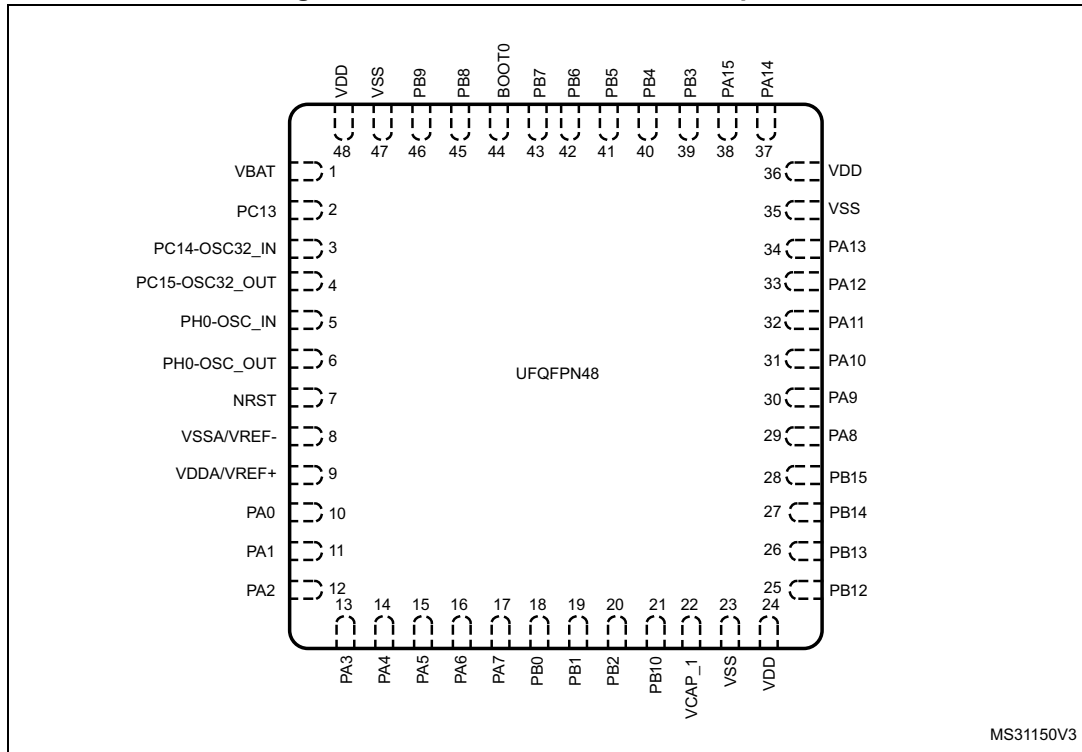 VDD
VSS
PB9
PB8
BOOT0
PB7
PB6
PB5
PB4
PB3
PA15
PA14
48 47 46 45 44 43 42 41 40 39 38 37
VBAT 1
PC13 2
PC14-OSC32_IN 3
PC15-OSC32_OUT 4
PH0-OSC_IN 5
PH0-OSC_OUT 6
NRST 7
VSSA/VREF- 8
VDDA/VREF+ 9
PA0 10
PA1 11
PA2 12
UFQFPN48
36 VDD
35 VSS
34 PA13
33 PA12
32 PA11
31 PA10
30 PA9
29 PA8
28 PB15
27 PB14
26 PB13
25 PB12
13 14 15 16 17 18 19 20 21 22 23 24
PA3
PA4
PA5
PA6
PA7
PB0
PB1
PB2
PB10
VCAP_1
VSS
VDD
MS31150V3